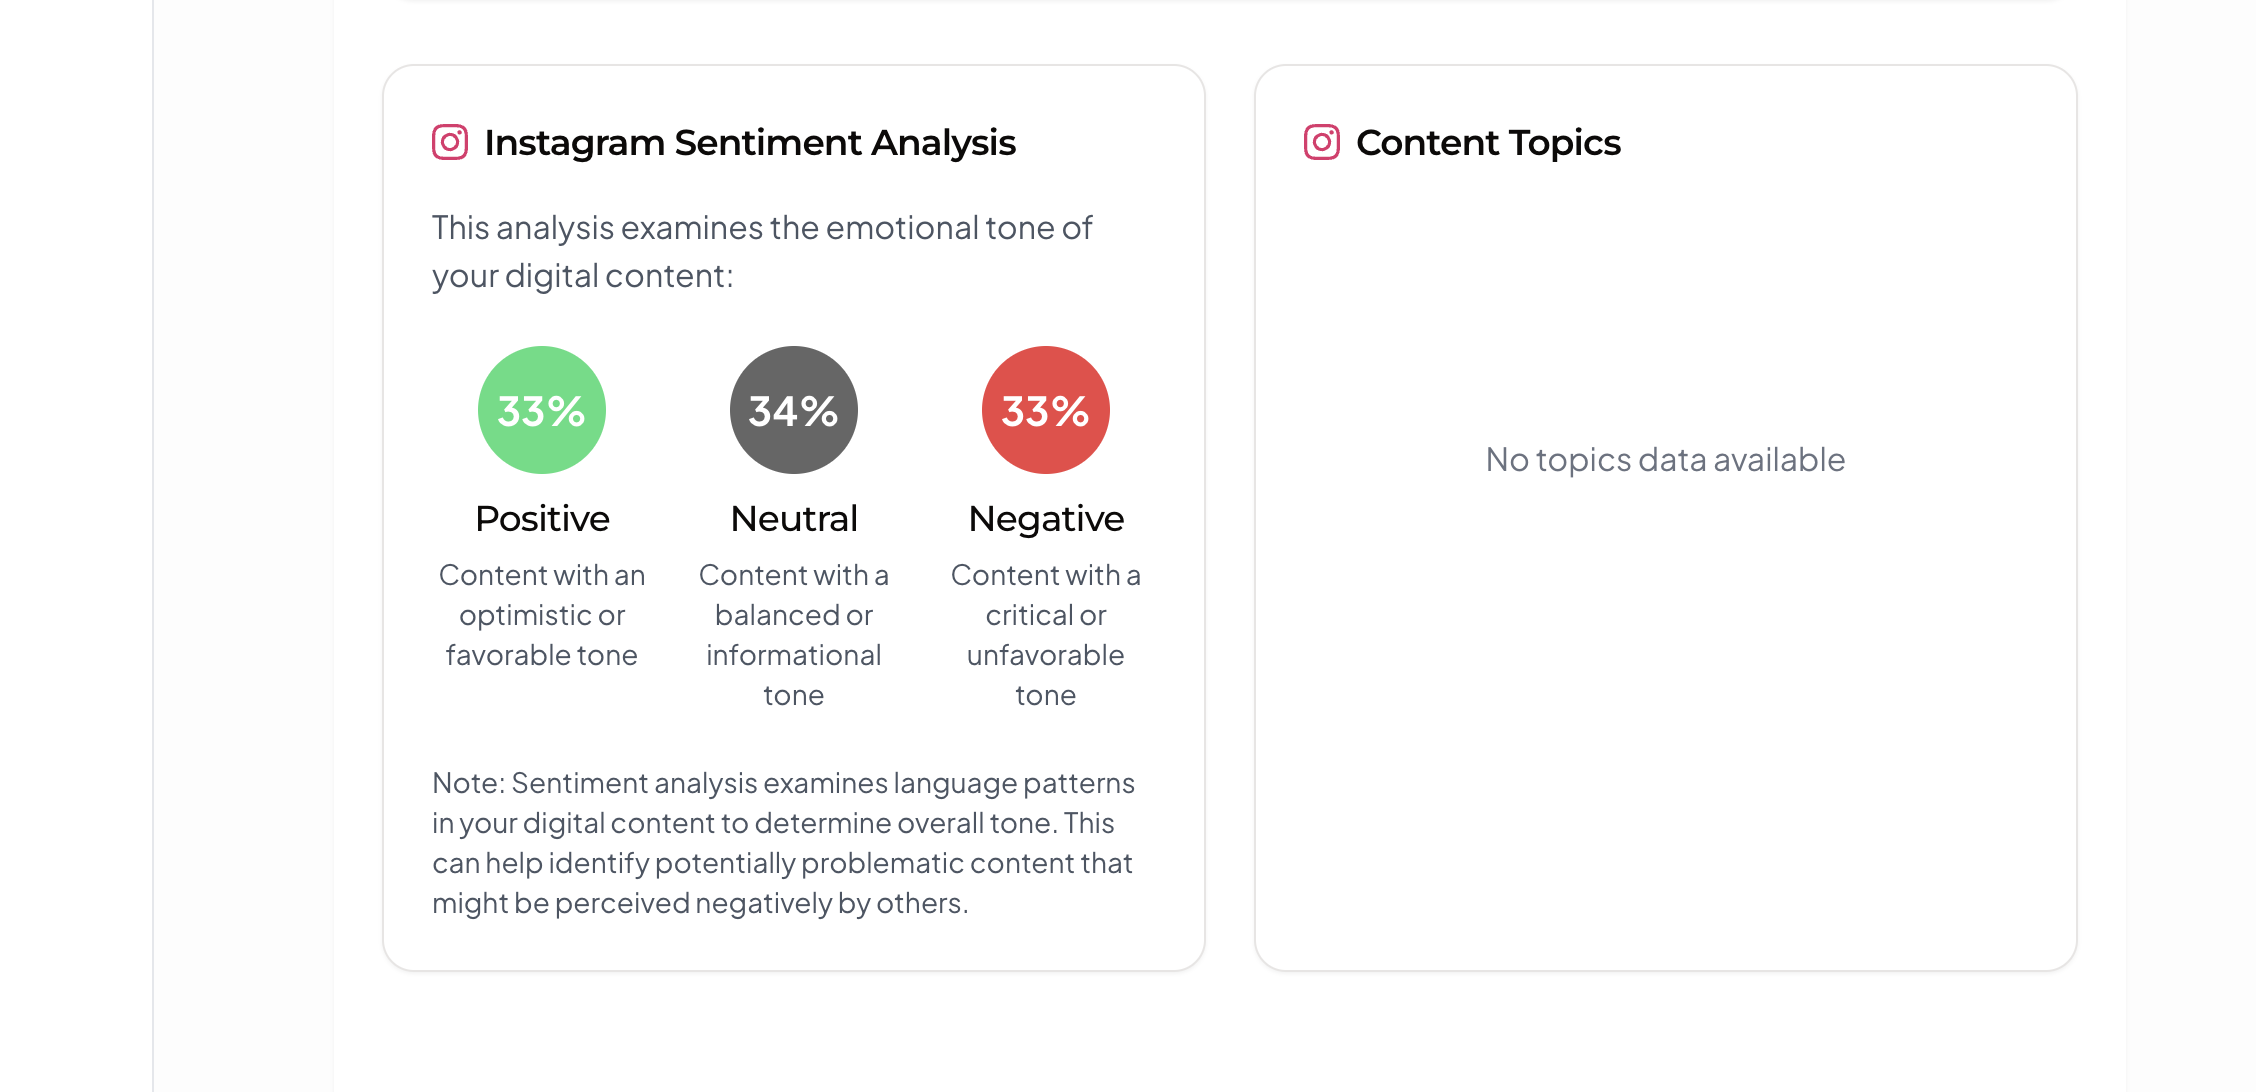 Instagram Sentiment Analysis
This analysis examines the emotional tone of
your digital content:
33%
Positive
Content with an
optimistic or
favorable tone
34%
Neutral
Content with a
balanced or
informational
tone
33%
Negative
Content with a
critical or
unfavorable
tone
Note: Sentiment analysis examines language patterns
in your digital content to determine overall tone. This
can help identify potentially problematic content that
might be perceived negatively by others.
Content Topics
No topics data available